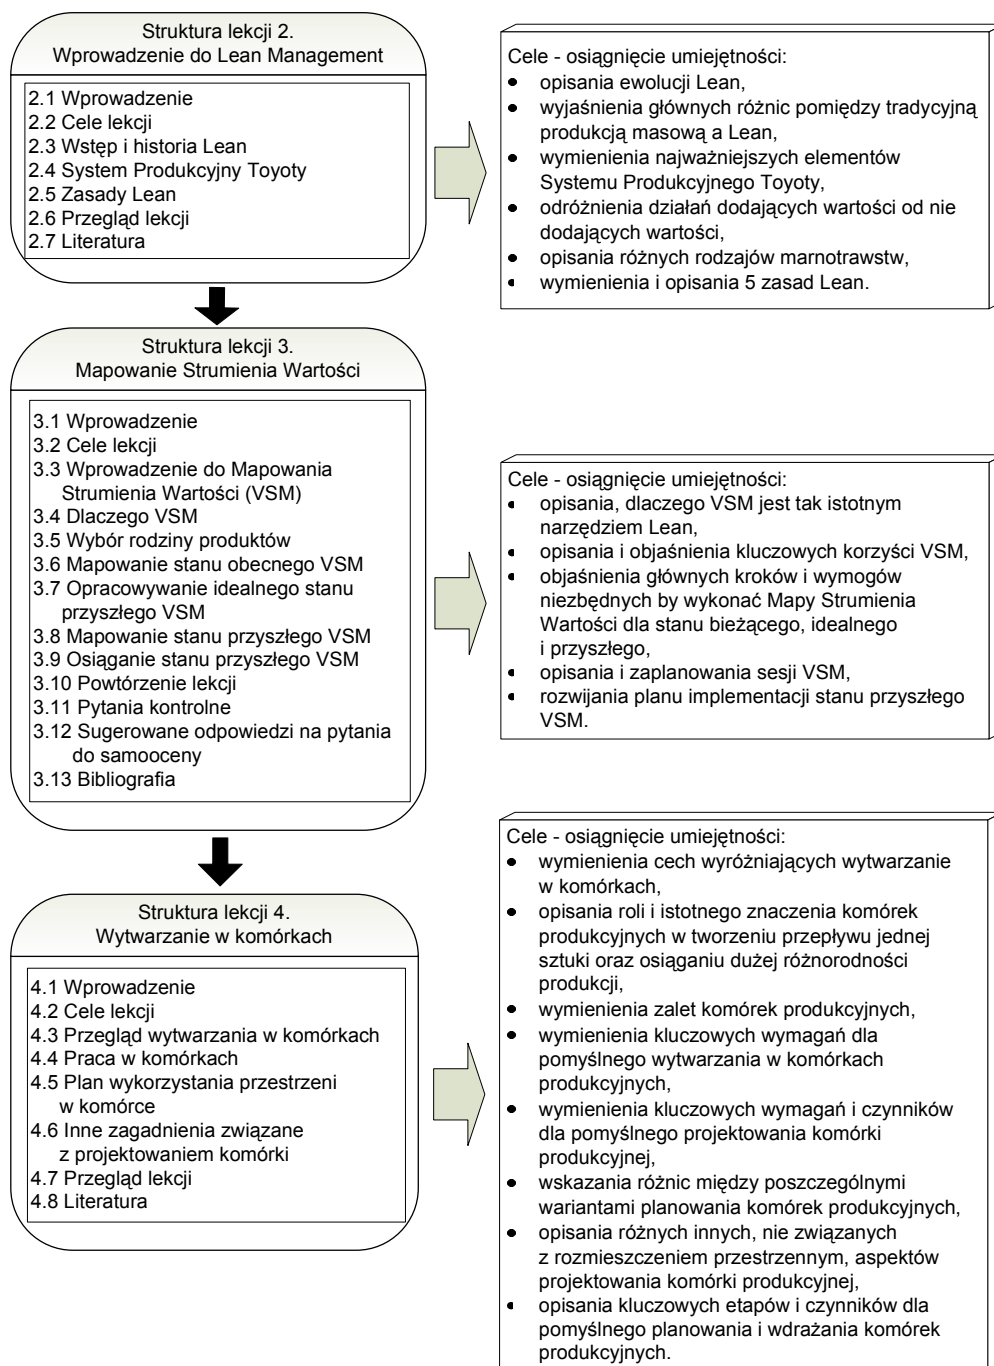 Struktura lekcji 2.
Wprowadzenie do Lean Management
2.1 Wprowadzenie
2.2 Cele lekcji
2.3 Wstęp i historia Lean
2.4 System Produkcyjny Toyoty
2.5 Zasady Lean
2.6 Przegląd lekcji
2.7 Literatura
Cele - osiągnięcie umiejętności:
• opisania ewolucji Lean,
• wyjaśnienia głównych różnic pomiędzy tradycyjną
produkcją masową a Lean,
• wymienienia najważniejszych elementów
Systemu Produkcyjnego Toyoty,
• odróżnienia działań dodających wartości od nie
dodających wartości,
• opisania różnych rodzajów marnotrawstw,
• wymienienia i opisania 5 zasad Lean.
Struktura lekcji 3.
Mapowanie Strumienia Wartości
3.1 Wprowadzenie
3.2 Cele lekcji
3.3 Wprowadzenie do Mapowania
Strumienia Wartości (VSM)
3.4 Dlaczego VSM
3.5 Wybór rodziny produktów
3.6 Mapowanie stanu obecnego VSM
3.7 Opracowywanie idealnego stanu
przyszłego VSM
3.8 Mapowanie stanu przyszłego VSM
3.9 Osiąganie stanu przyszłego VSM
3.10 Powtórzenie lekcji
3.11 Pytania kontrolne
3.12 Sugerowane odpowiedzi na pytania
do samooceny
3.13 Bibliografia
Cele - osiągnięcie umiejętności:
• opisania, dlaczego VSM jest tak istotnym
narzędziem Lean,
• opisania i objaśnienia kluczowych korzyści VSM,
• objaśnienia głównych kroków i wymogów
niezbędnych by wykonać Mapy Strumienia
Wartości dla stanu bieżącego, idealnego
i przyszłego,
• opisania i zaplanowania sesji VSM,
• rozwijania planu implementacji stanu przyszłego
VSM.
Struktura lekcji 4.
Wytwarzanie w komórkach
4.1 Wprowadzenie
4.2 Cele lekcji
4.3 Przegląd wytwarzania w komórkach
4.4 Praca w komórkach
4.5 Plan wykorzystania przestrzeni
w komórce
4.6 Inne zagadnienia związane
z projektowaniem komórki
4.7 Przegląd lekcji
4.8 Literatura
Cele - osiągnięcie umiejętności:
• wymienienia cech wyróżniających wytwarzanie
w komórkach,
• opisania roli i istotnego znaczenia komórek
produkcyjnych w tworzeniu przepływu jednej
sztuki oraz osiąganiu dużej różnorodności
produkcji,
• wymienienia zalet komórek produkcyjnych,
• wymienienia kluczowych wymagań dla
pomyślnego wytwarzania w komórkach
produkcyjnych,
• wymienienia kluczowych wymagań i czynników
dla pomyślnego projektowania komórki
produkcyjnej,
• wskazania różnic między poszczególnymi
wariantami planowania komórek produkcyjnych,
• opisania różnych innych, nie związanych
z rozmieszczeniem przestrzennym, aspektów
projektowania komórki produkcyjnej,
• opisania kluczowych etapów i czynników dla
pomyślnego planowania i wdrażania komórek
produkcyjnych.